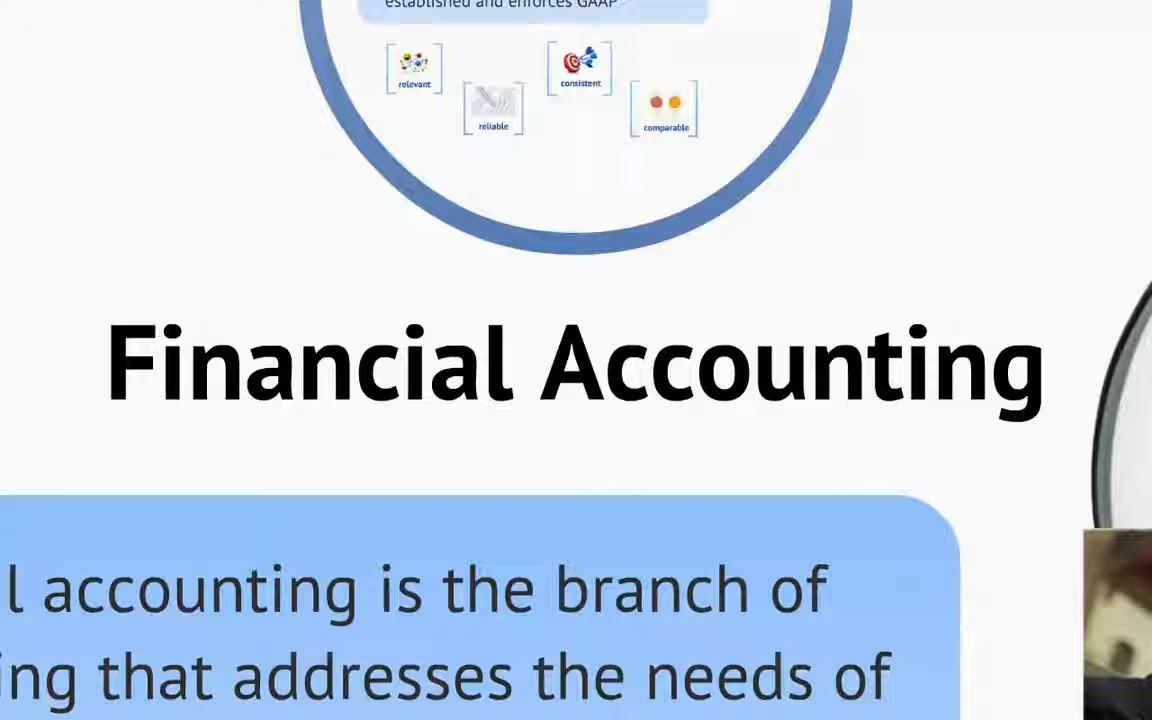 established and enforces GAAP
relevant
consistent
reliable
comparable
Financial Accounting
l accounting is the branch of
ing that addresses the needs of